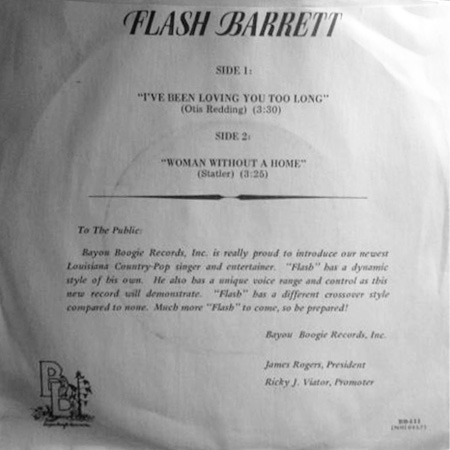 FLASH BARRETT
SIDE 1:
"I'VE BEEN LOVING YOU TOO LONG"
(Otis Redding) (3:30)
SIDE 2:
"WOMAN WITHOUT A HOME"
(Statler) (3:25)
To The Public:
Bayou Boogie Records, Inc. is really proud to introduce our newest
Louisiana Country-Pop singer and entertainer. "Flash" has a dynamic
style of his own. He also has a unique voice range and control as this
new record will demonstrate. "Flash" has a different crossover style
compared to none. Much more "Flash" to come, so be prepared!
Bayou Boogie Records, Inc.
James Rogers, President
Ricky J. Viator, Promoter